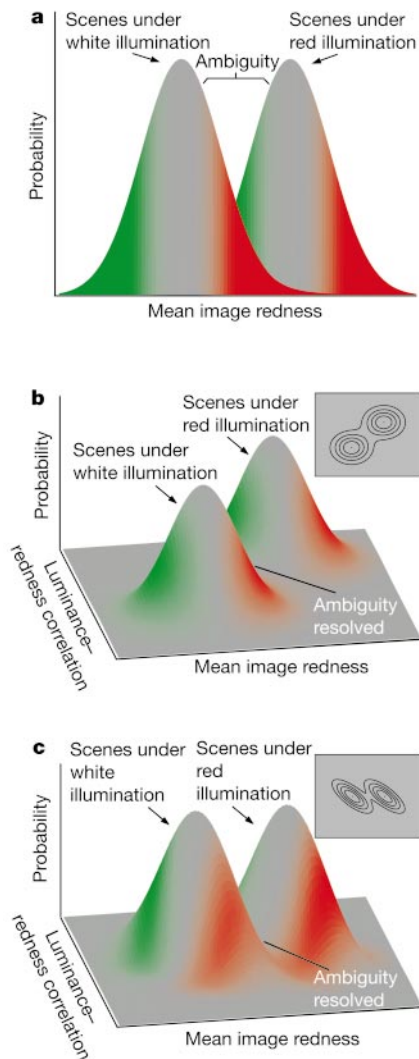 a
Scenes under
white illumination
Scenes under
red illumination
Ambiguity
Probability
Mean image redness
b
Scenes under
red illumination
Scenes under
white illumination
Probability
Luminance–
redness correlation
Ambiguity
resolved
Mean image redness
c
Scenes under
white
illumination
Scenes under
red
illumination
Probability
Luminance–
redness correlation
Ambiguity
resolved
Mean image redness